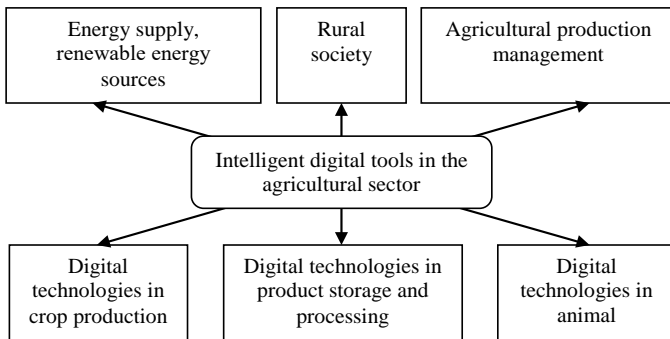 Energy supply,
renewable energy
sources
Rural
society
Agricultural production
management
Intelligent digital tools in the
agricultural sector
Digital
technologies in
crop production
Digital technologies in
product storage and
processing
Digital
technologies in
animal